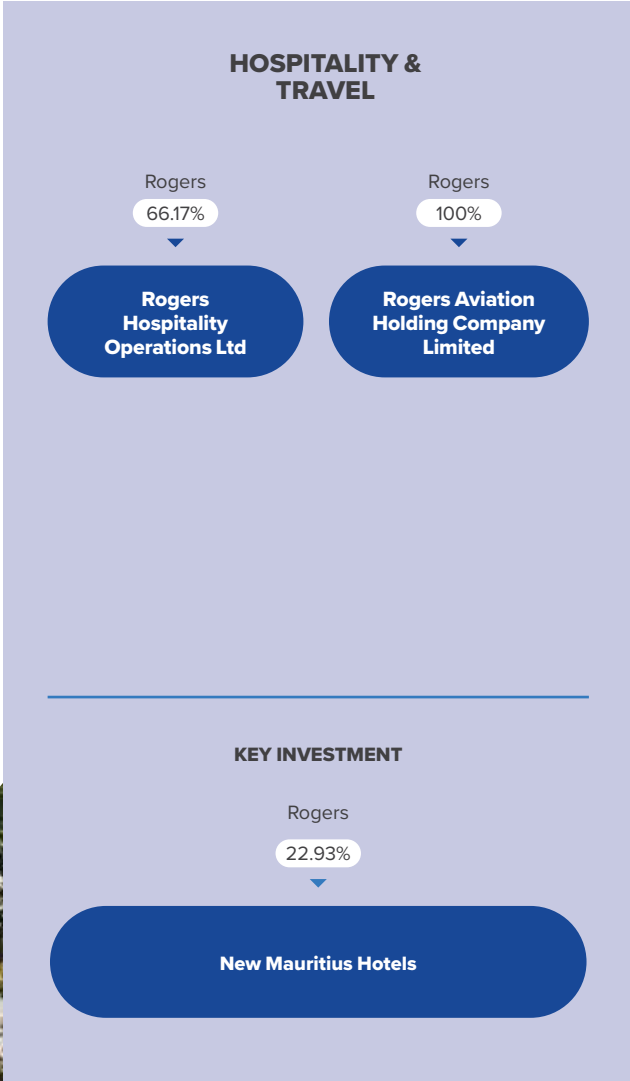 HOSPITALITY &
TRAVEL
Rogers
66.17%
Rogers
Hospitality
Operations Ltd
Rogers
100%
Rogers Aviation
Holding Company
Limited
KEY INVESTMENT
Rogers
22.93%
New Mauritius Hotels